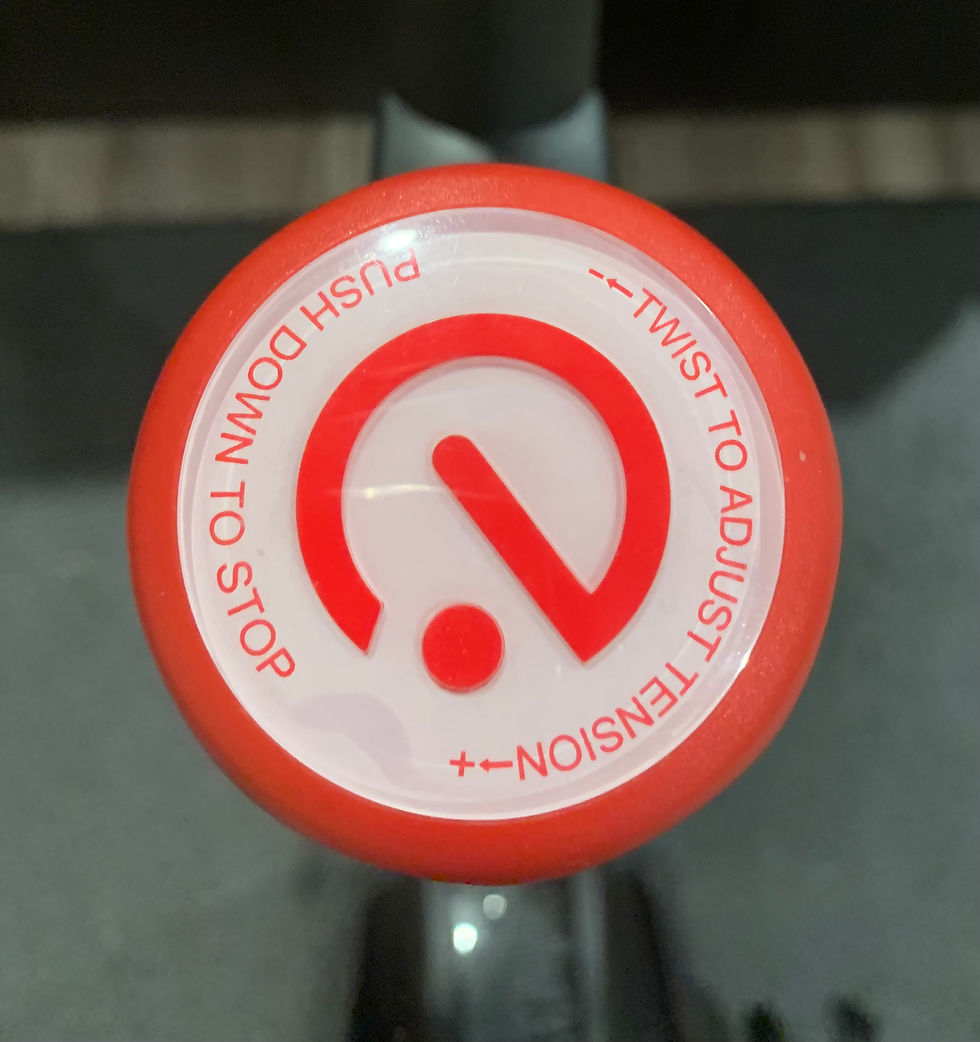 PUSH DOWN TO STOP
-←TWIST TO ADJUST TENSION→+